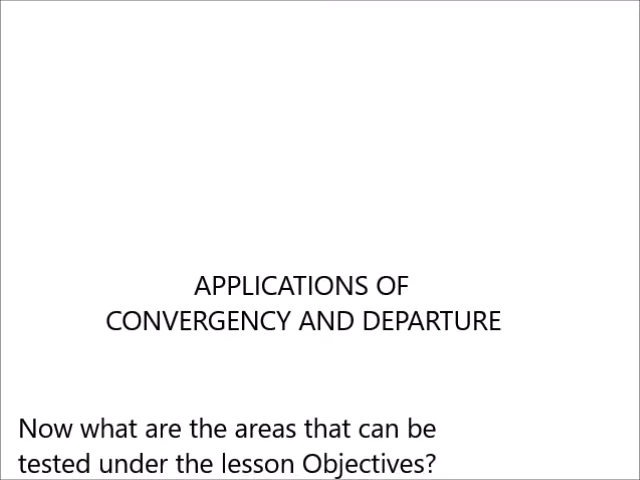 APPLICATIONS OF
CONVERGENCY AND DEPARTURE
Now what are the areas that can be
tested under the lesson Objectives?